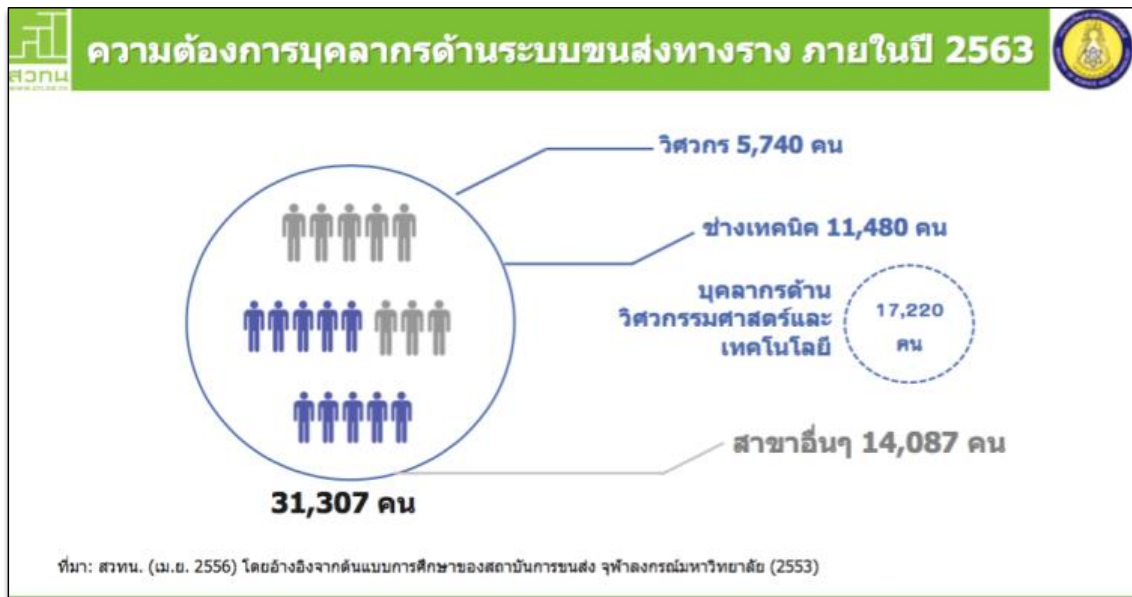 สวทน
ความต้องการบุคลากรด้านระบบขนส่งทางราง ภายในปี 2563
วิศวกร 5,740 คน
ช่างเทคนิค 11,480 คน
บุคลากรด้าน
วิศวกรรมศาสตร์และ
เทคโนโลยี
17,220
คน
สาขาอื่นๆ 14,087 คน
31,307 คน
ที่มา: สวทน. (เม.ย. 2556) โดยอ้างอิงจากต้นแบบการศึกษาของสถาบันการขนส่ง จุฬาลงกรณ์มหาวิทยาลัย (2553)